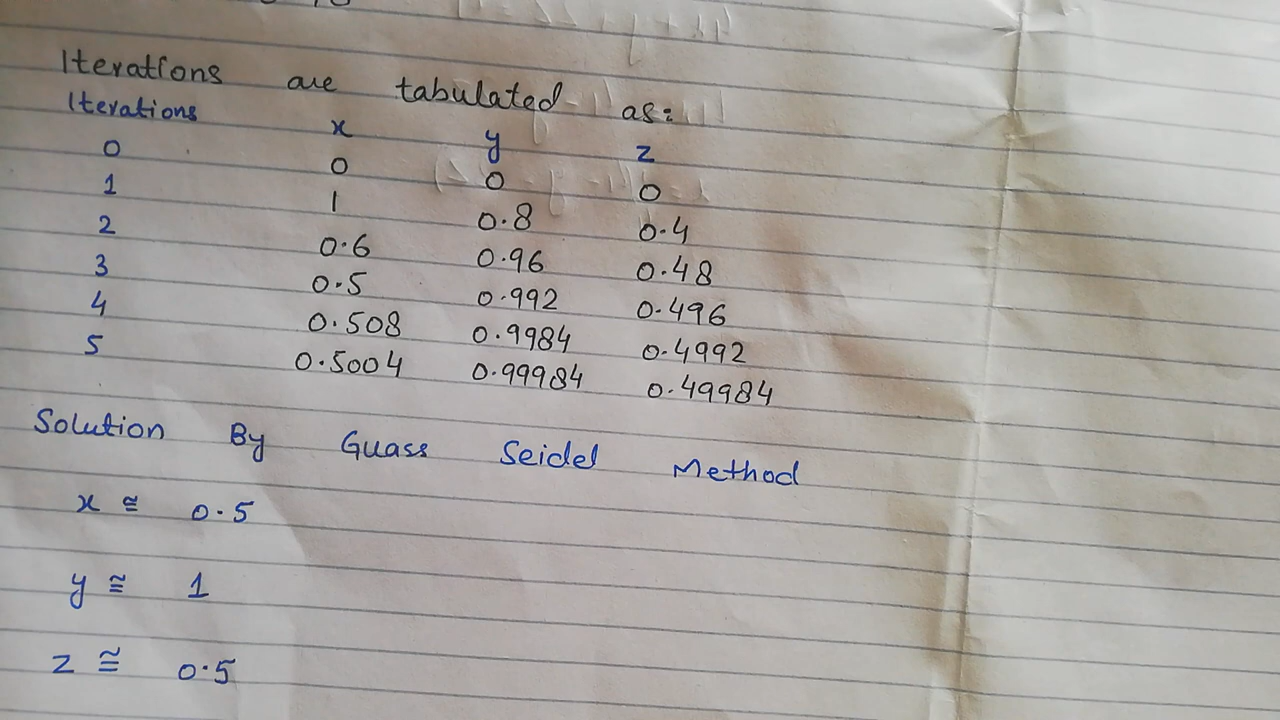 Iterations are tabulated as:
Iterations x y z
0 0 0 0
1 1 0.8 0.4
2 0.6 0.96 0.48
3 0.5 0.992 0.496
4 0.508 0.9984 0.4992
5 0.5004 0.99984 0.49984
Solution By Guass Seidel Method
x ≅ 0.5
y ≅ 1
z ≅ 0.5